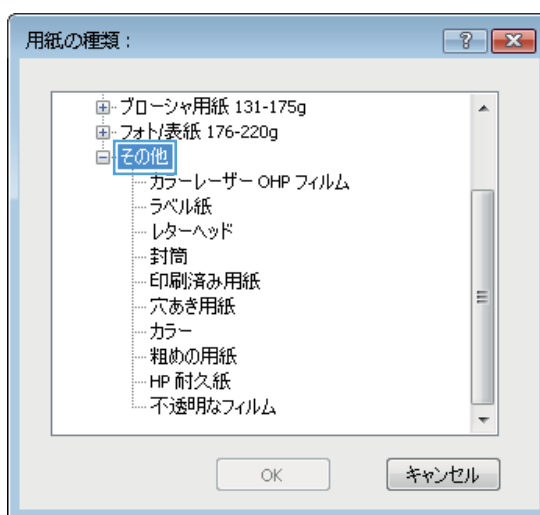 用紙の種類：
ブローシャ用紙 131-175g
フォト/表紙 176-220g
その他
カラーレーザー OHP フィルム
ラベル紙
レターヘッド
封筒
印刷済み用紙
穴あき用紙
カラー
粗めの用紙
HP 耐久紙
不透明なフィルム
OK キャンセル